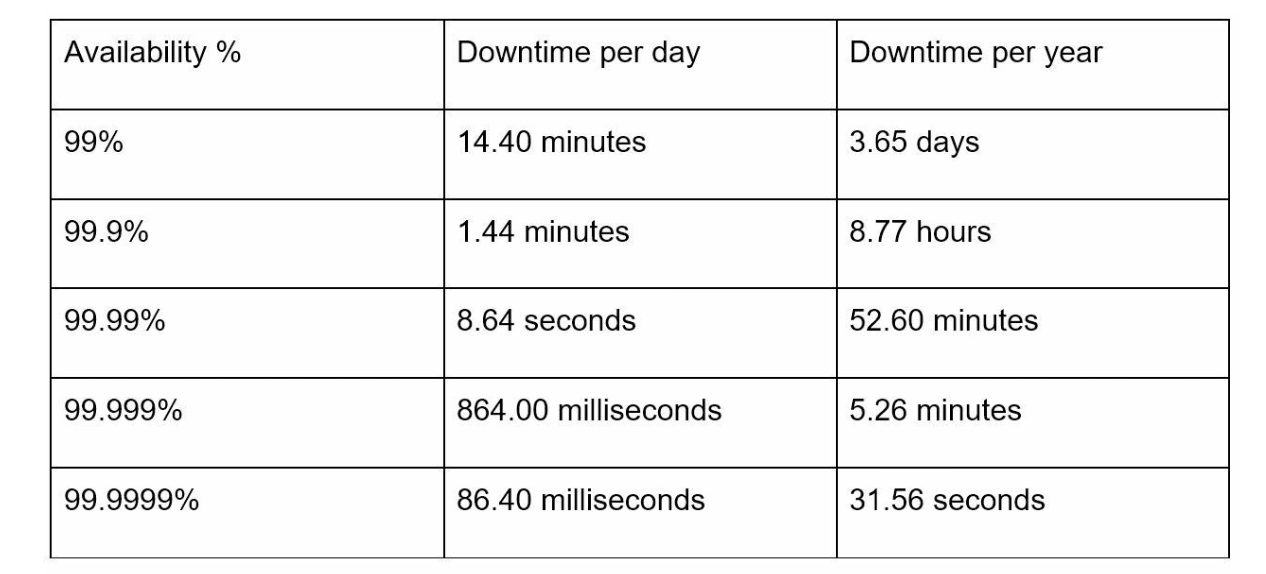 Availability % Downtime per day Downtime per year
99% 14.40 minutes 3.65 days
99.9% 1.44 minutes 8.77 hours
99.99% 8.64 seconds 52.60 minutes
99.999% 864.00 milliseconds 5.26 minutes
99.9999% 86.40 milliseconds 31.56 seconds